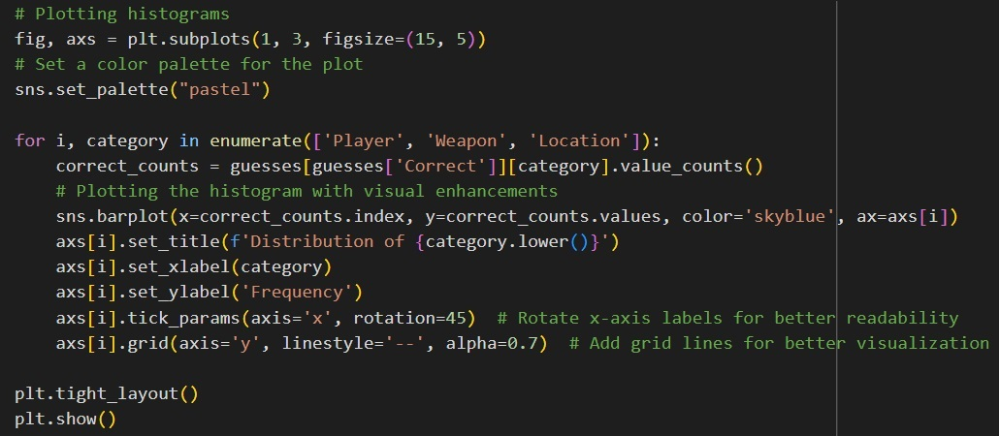 # Plotting histograms
fig, axs = plt.subplots(1, 3, figsize=(15, 5))
# Set a color palette for the plot
sns.set_palette("pastel")

for i, category in enumerate(['Player', 'Weapon', 'Location']):
    correct_counts = guesses[guesses['Correct']][category].value_counts()
    # Plotting the histogram with visual enhancements
    sns.barplot(x=correct_counts.index, y=correct_counts.values, color='skyblue', ax=axs[i])
    axs[i].set_title(f'Distribution of {category.lower()}')
    axs[i].set_xlabel(category)
    axs[i].set_ylabel('Frequency')
    axs[i].tick_params(axis='x', rotation=45)  # Rotate x-axis labels for better readability
    axs[i].grid(axis='y', linestyle='--', alpha=0.7)  # Add grid lines for better visualization

plt.tight_layout()
plt.show()